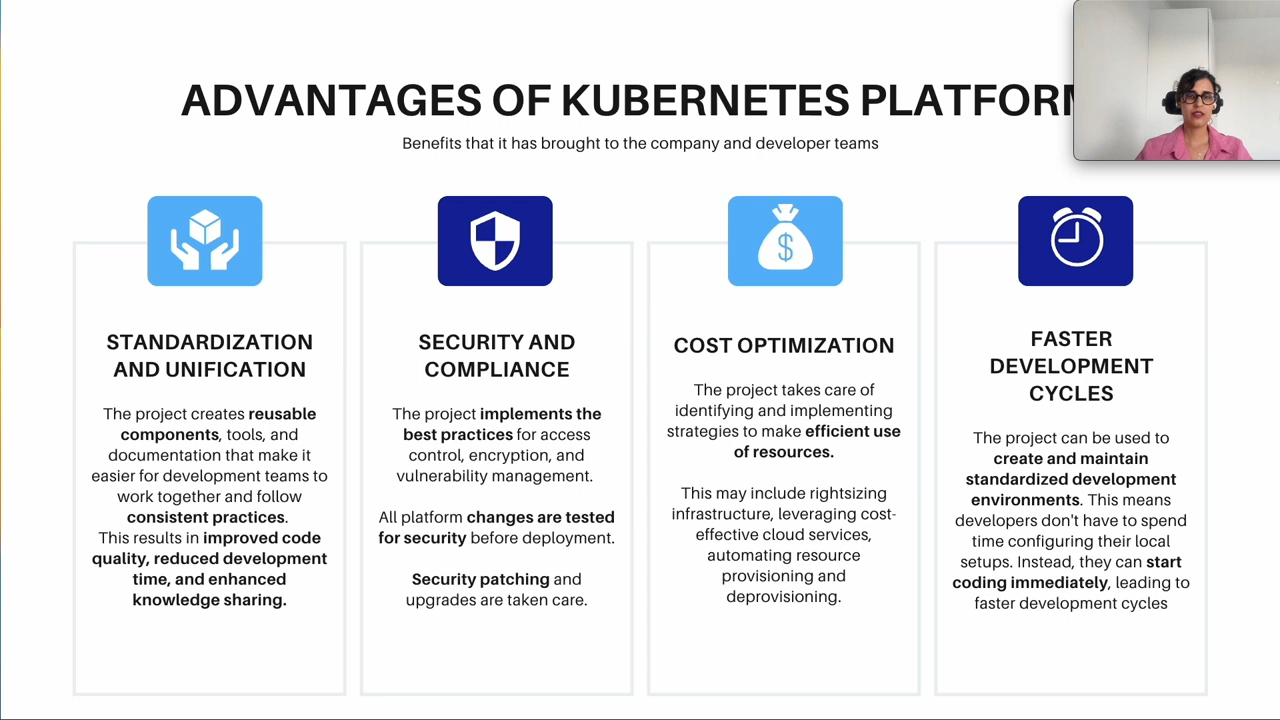 ADVANTAGES OF KUBERNETES PLATFORM
Benefits that it has brought to the company and developer teams
STANDARDIZATION
AND UNIFICATION
The project creates reusable
components, tools, and
documentation that make it
easier for development teams to
work together and follow
consistent practices.
This results in improved code
quality, reduced development
time, and enhanced
knowledge sharing.
SECURITY AND
COMPLIANCE
The project implements the
best practices for access
control, encryption, and
vulnerability management.
All platform changes are tested
for security before deployment.
Security patching and
upgrades are taken care.
$
COST OPTIMIZATION
The project takes care of
identifying and implementing
strategies to make efficient use
of resources.
This may include rightsizing
infrastructure, leveraging cost-
effective cloud services,
automating resource
provisioning and
deprovisioning.
FASTER
DEVELOPMENT
CYCLES
The project can be used to
create and maintain
standardized development
environments. This means
developers don't have to spend
time configuring their local
setups. Instead, they can start
coding immediately, leading to
faster development cycles